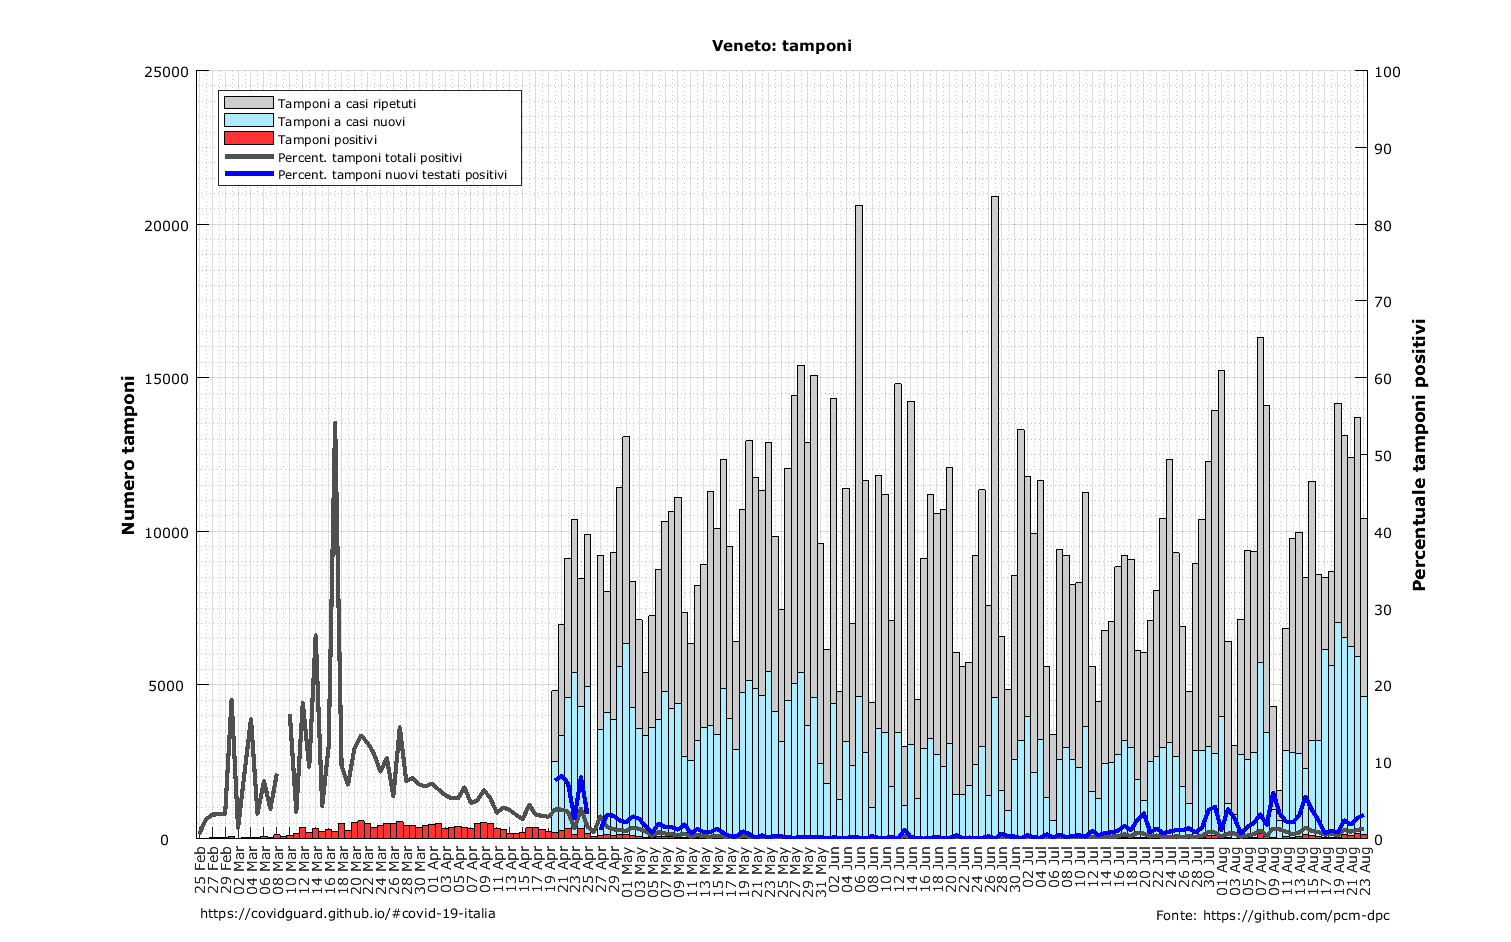 Veneto: tamponi
25000
20000
15000
10000
5000
0
Numero tamponi
Tamponi a casi ripetuti
Tamponi a casi nuovi
Tamponi positivi
Percent. tamponi totali positivi
Percent. tamponi nuovi testati positivi
100
90
80
70
60
50
40
30
20
10
0
Percentuale tamponi positivi
25 Feb
27 Feb
29 Feb
02 Mar
04 Mar
06 Mar
08 Mar
10 Mar
12 Mar
14 Mar
16 Mar
18 Mar
20 Mar
22 Mar
24 Mar
26 Mar
28 Mar
30 Mar
01 Apr
03 Apr
05 Apr
07 Apr
09 Apr
11 Apr
13 Apr
15 Apr
17 Apr
19 Apr
21 Apr
23 Apr
25 Apr
27 Apr
29 Apr
01 May
03 May
05 May
07 May
09 May
11 May
13 May
15 May
17 May
19 May
21 May
23 May
25 May
27 May
29 May
31 May
02 Jun
04 Jun
06 Jun
08 Jun
10 Jun
12 Jun
14 Jun
16 Jun
18 Jun
20 Jun
22 Jun
24 Jun
26 Jun
28 Jun
30 Jun
02 Jul
04 Jul
06 Jul
08 Jul
10 Jul
12 Jul
14 Jul
16 Jul
18 Jul
20 Jul
22 Jul
24 Jul
26 Jul
28 Jul
30 Jul
01 Aug
03 Aug
05 Aug
07 Aug
09 Aug
11 Aug
13 Aug
15 Aug
17 Aug
19 Aug
21 Aug
23 Aug
https://covidguard.github.io/#covid-19-italia
Fonte: https://github.com/pcm-dpc